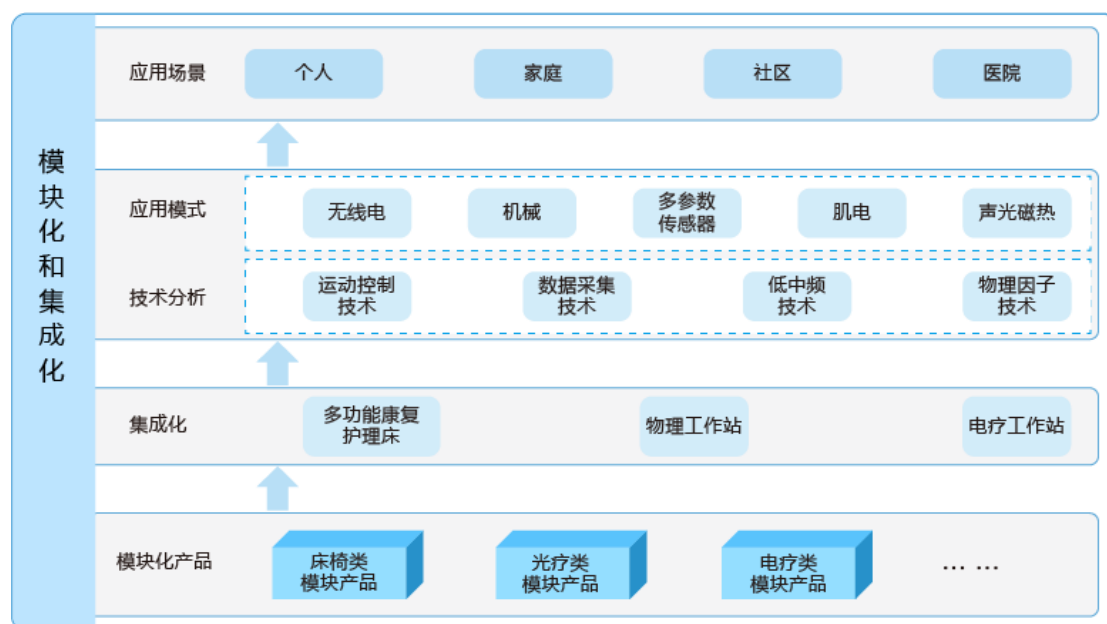 模块化和集成化
应用场景
个人
家庭
社区
医院
应用模式
无线电
机械
多参数
传感器
肌电
声光磁热
技术分析
运动控制
技术
数据采集
技术
低中频
技术
物理因子
技术
集成化
多功能康复
护理床
物理工作站
电疗工作站
模块化产品
床椅类
模块产品
光疗类
模块产品
电疗类
模块产品
... ...